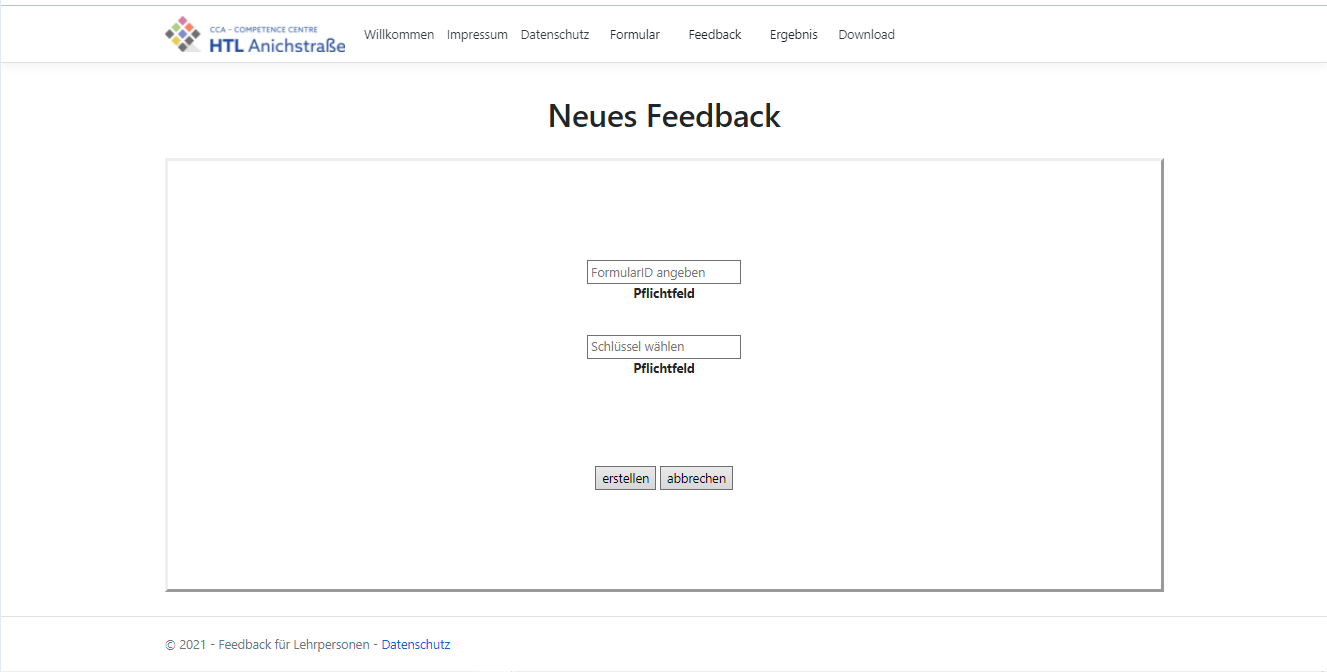 CCA - COMPETENCE CENTRE
HTL Anichstraße
Willkommen Impressum Datenschutz Formular Feedback Ergebnis Download
Neues Feedback
FormularID angeben
Pflichtfeld
Schlüssel wählen
Pflichtfeld
erstellen abbrechen
© 2021 - Feedback für Lehrpersonen - Datenschutz